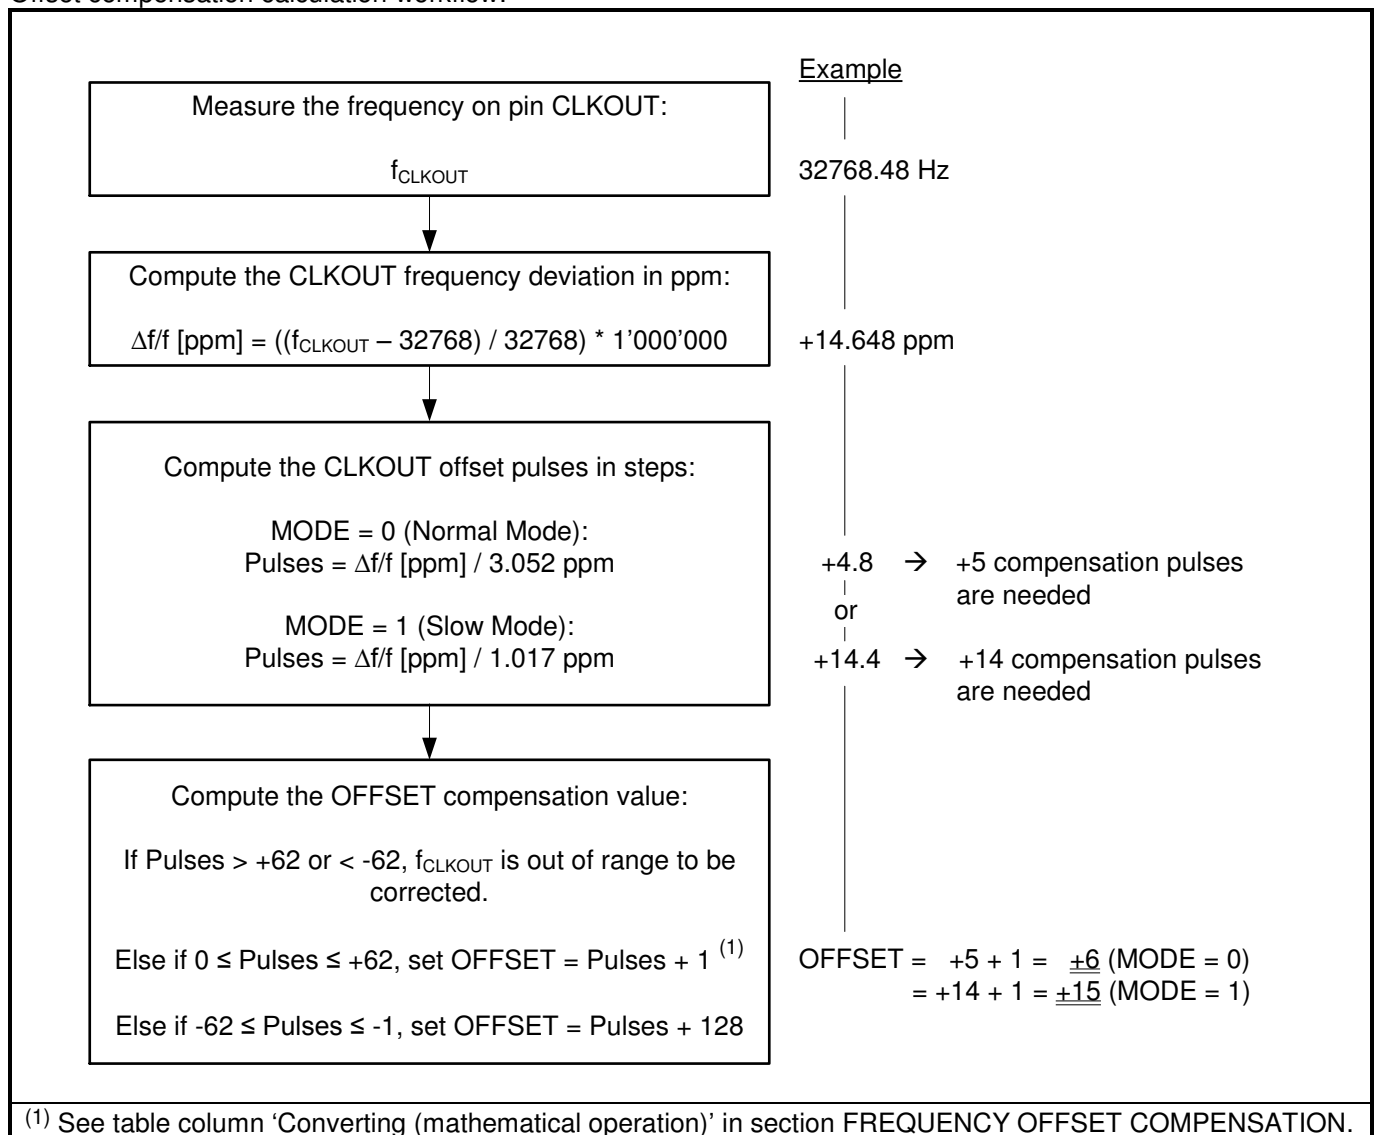 Offset compensation calculation workflow:
Example
Measure the frequency on pin CLKOUT:
fCLKOUT
32768.48 Hz
Compute the CLKOUT frequency deviation in ppm:
Δf/f [ppm] = ((fCLKOUT – 32768) / 32768) * 1'000'000
+14.648 ppm
Compute the CLKOUT offset pulses in steps:
MODE = 0 (Normal Mode):
Pulses = Δf/f [ppm] / 3.052 ppm
+4.8 → +5 compensation pulses
are needed
or
MODE = 1 (Slow Mode):
Pulses = Δf/f [ppm] / 1.017 ppm
+14.4 → +14 compensation pulses
are needed
Compute the OFFSET compensation value:
If Pulses > +62 or < -62, fCLKOUT is out of range to be
corrected.
Else if 0 ≤ Pulses ≤ +62, set OFFSET = Pulses + 1 (1)
OFFSET = +5 + 1 = +6 (MODE = 0)
= +14 + 1 = +15 (MODE = 1)
Else if -62 ≤ Pulses ≤ -1, set OFFSET = Pulses + 128
(1) See table column 'Converting (mathematical operation)' in section FREQUENCY OFFSET COMPENSATION.